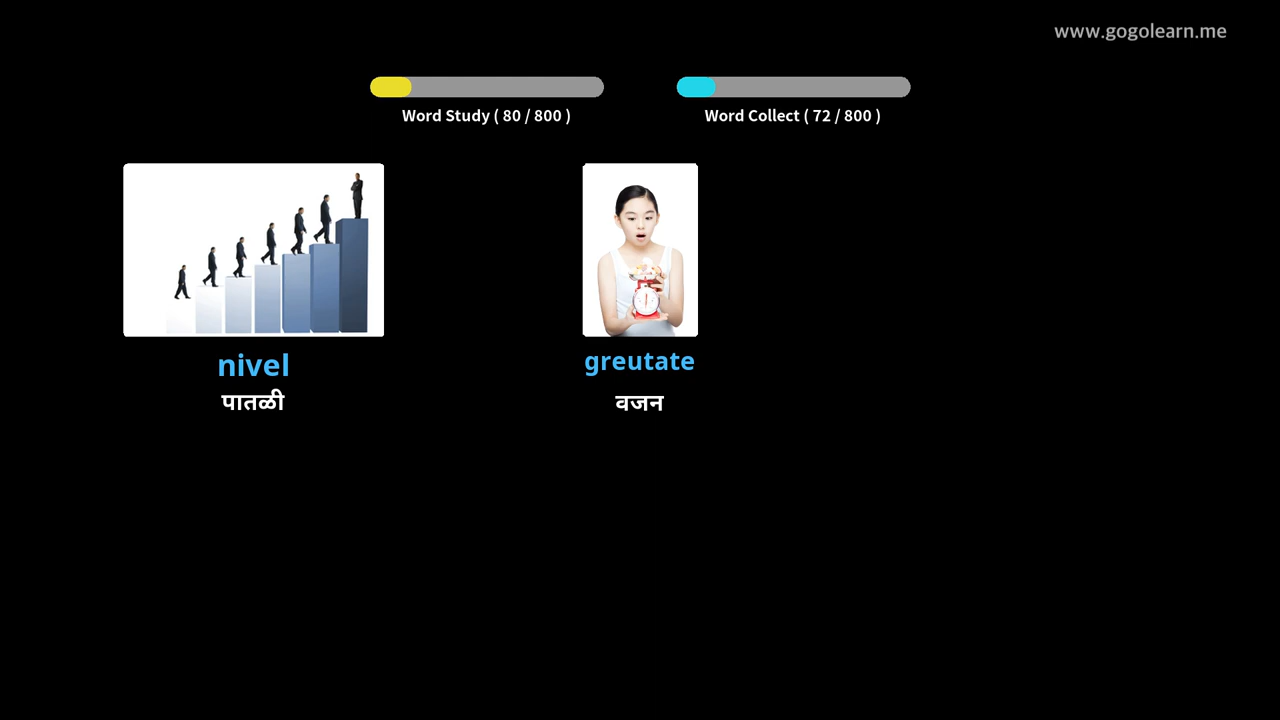 www.gogolearn.me
Word Study ( 80 / 800 )
Word Collect ( 72 / 800 )
nivel
पातळी
greutate
वजन